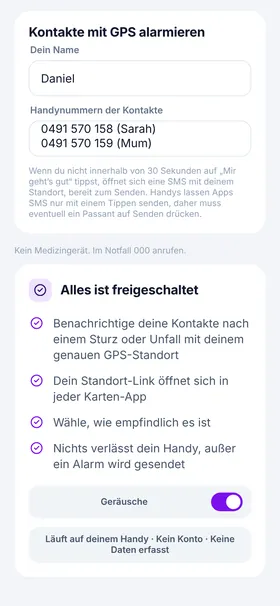 Kontakte mit GPS alarmieren
Dein Name
Daniel
Handynummern der Kontakte
0491 570 158 (Sarah)
0491 570 159 (Mum)
Wenn du nicht innerhalb von 30 Sekunden auf „Mir
geht's gut“ tippst, öffnet sich eine SMS mit deinem
Standort, bereit zum Senden. Handys lassen Apps
SMS nur mit einem Tippen senden, daher muss
eventuell ein Passant auf Senden drücken.
Kein Medizingerät. Im Notfall 000 anrufen.
Alles ist freigeschaltet
Benachrichtige deine Kontakte nach
einem Sturz oder Unfall mit deinem
genauen GPS-Standort
Dein Standort-Link öffnet sich in
jeder Karten-App
Wähle, wie empfindlich es ist
Nichts verlässt dein Handy, außer
ein Alarm wird gesendet
Geräusche
Läuft auf deinem Handy · Kein Konto · Keine
Daten erfasst